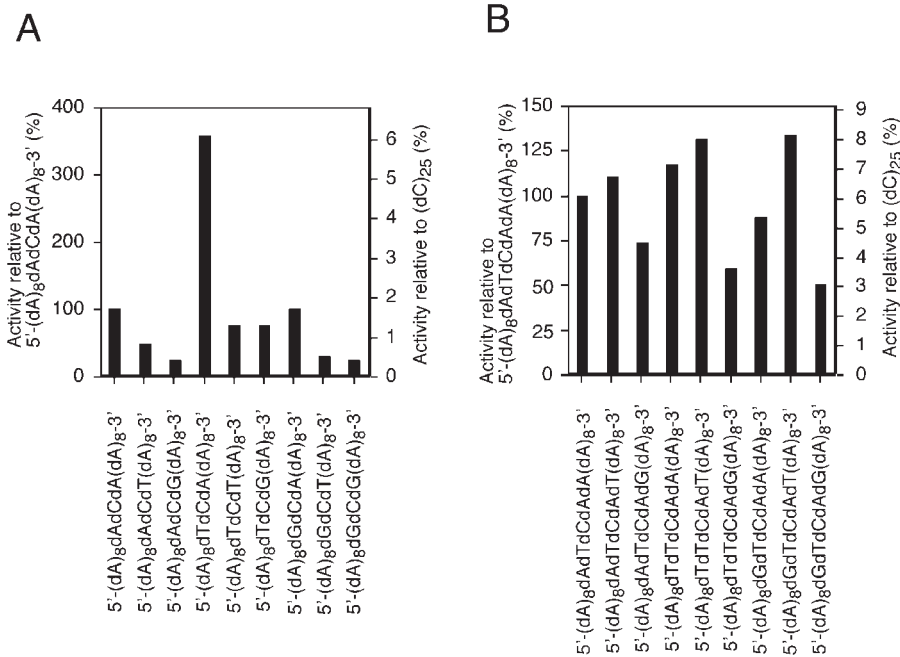 A
Activity relative to
5'-(dA)8dAdCdA(dA)8-3' (%)
400
300
200
100
0
6
5
4
3
2
1
0
Activity relative to (dC)25 (%)
5'-(dA)8dAdCdA(dA)8-3'
5'-(dA)8dAdCdT(dA)8-3'
5'-(dA)8dAdCdG(dA)8-3'
5'-(dA)8dTdCdA(dA)8-3'
5'-(dA)8dTdCdT(dA)8-3'
5'-(dA)8dTdCdG(dA)8-3'
5'-(dA)8dGdCdA(dA)8-3'
5'-(dA)8dGdCdT(dA)8-3'
5'-(dA)8dGdCdG(dA)8-3'
B
Activity relative to
5'-(dA)8dAdTdCdAdA(dA)8-3' (%)
150
125
100
75
50
25
0
9
8
7
6
5
4
3
2
1
0
Activity relative to (dC)25 (%)
5'-(dA)8dAdTdCdAdA(dA)8-3'
5'-(dA)8dAdTdCdAdT(dA)8-3'
5'-(dA)8dAdTdCdAdG(dA)8-3'
5'-(dA)8dTdTdCdAdA(dA)8-3'
5'-(dA)8dTdTdCdAdT(dA)8-3'
5'-(dA)8dTdTdCdAdG(dA)8-3'
5'-(dA)8dGdTdCdAdA(dA)8-3'
5'-(dA)8dGdTdCdAdT(dA)8-3'
5'-(dA)8dGdTdCdAdG(dA)8-3'